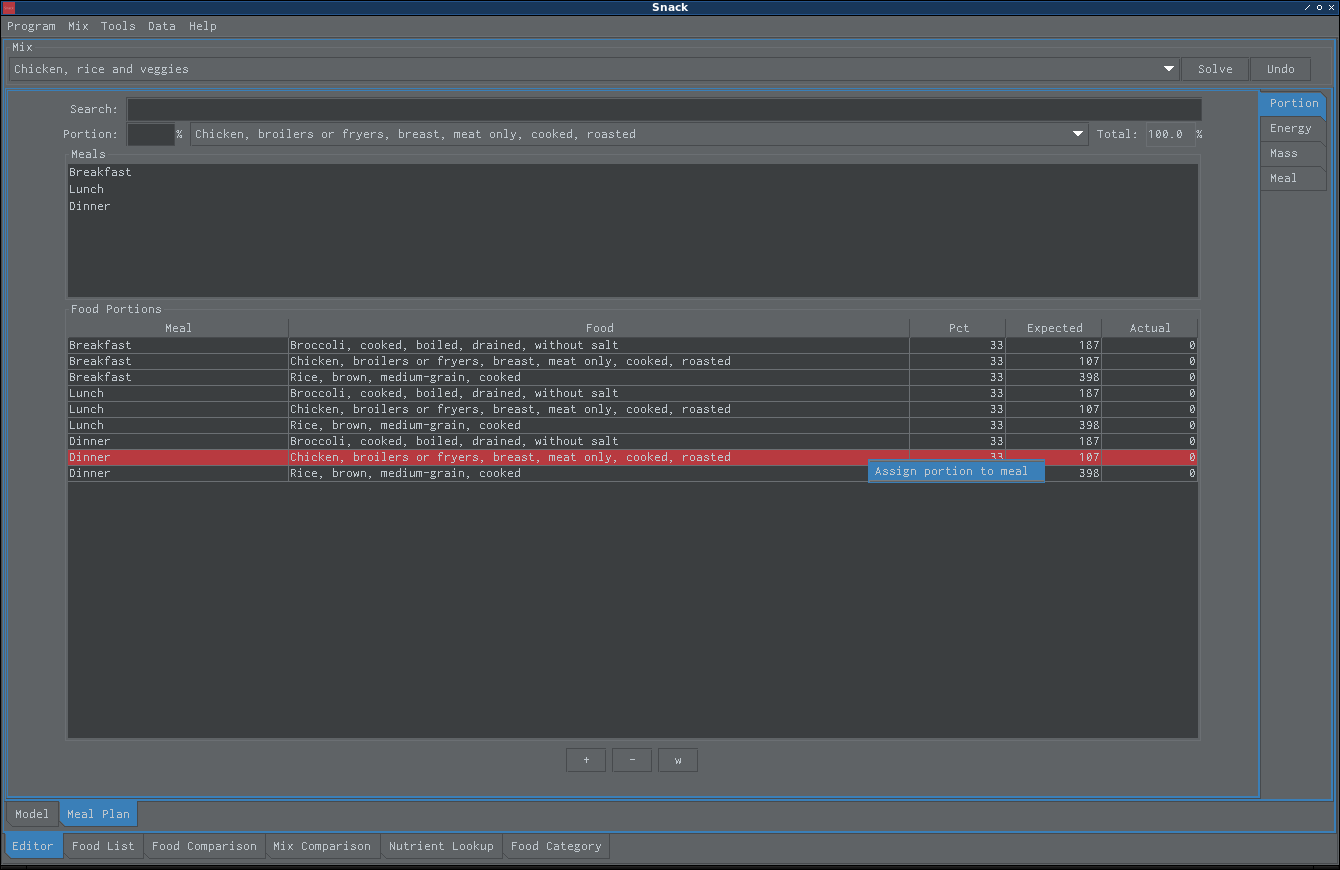 Snack
Program Mix Tools Data Help
Mix
Chicken, rice and veggies Solve Undo
Search:
Portion: % Chicken, broilers or fryers, breast, meat only, cooked, roasted Total: 100.0 %
Portion
Energy
Mass
Meal
Meals
Breakfast
Lunch
Dinner
Food Portions
Meal Food Pct Expected Actual
Breakfast Broccoli, cooked, boiled, drained, without salt 33 187 0
Breakfast Chicken, broilers or fryers, breast, meat only, cooked, roasted 33 107 0
Breakfast Rice, brown, medium-grain, cooked 33 398 0
Lunch Broccoli, cooked, boiled, drained, without salt 33 187 0
Lunch Chicken, broilers or fryers, breast, meat only, cooked, roasted 33 107 0
Lunch Rice, brown, medium-grain, cooked 33 398 0
Dinner Broccoli, cooked, boiled, drained, without salt 33 187 0
Dinner Chicken, broilers or fryers, breast, meat only, cooked, roasted 33 107 0
Dinner Rice, brown, medium-grain, cooked 398 0
Assign portion to meal
+ - w
Model Meal Plan
Editor Food List Food Comparison Mix Comparison Nutrient Lookup Food Category